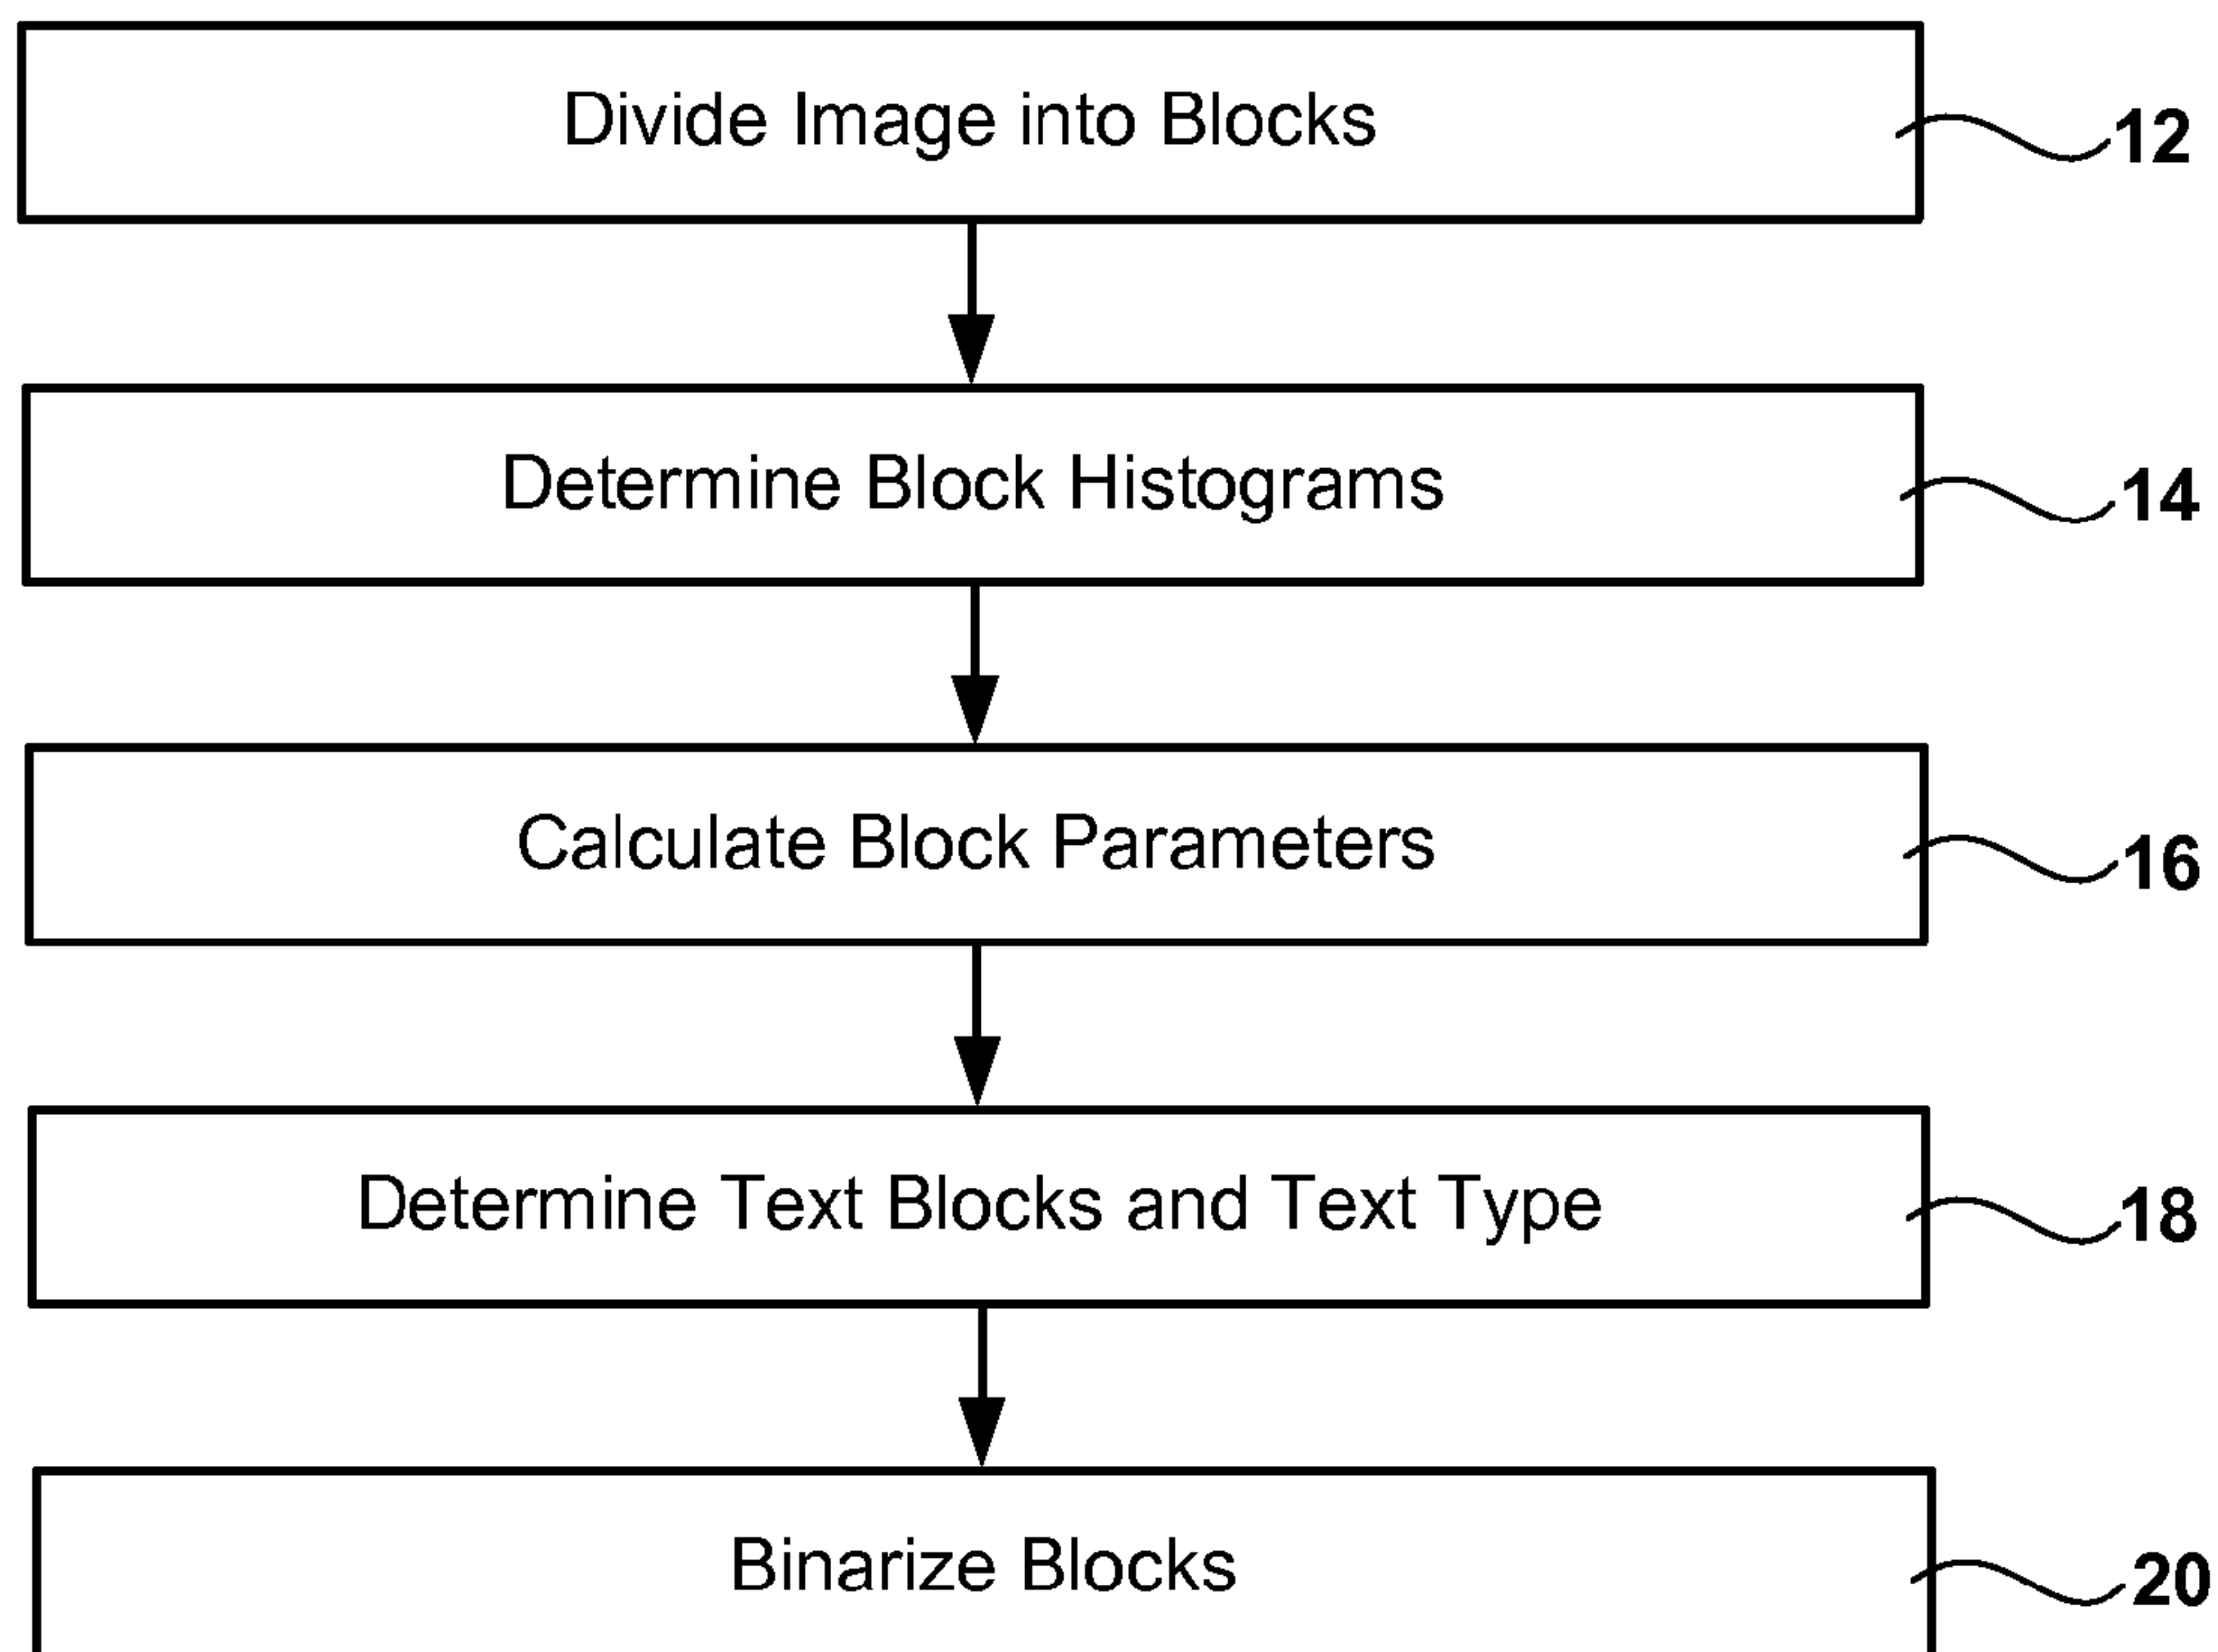 Divide Image into Blocks
12
Determine Block Histograms
14
Calculate Block Parameters
16
Determine Text Blocks and Text Type
18
Binarize Blocks
20